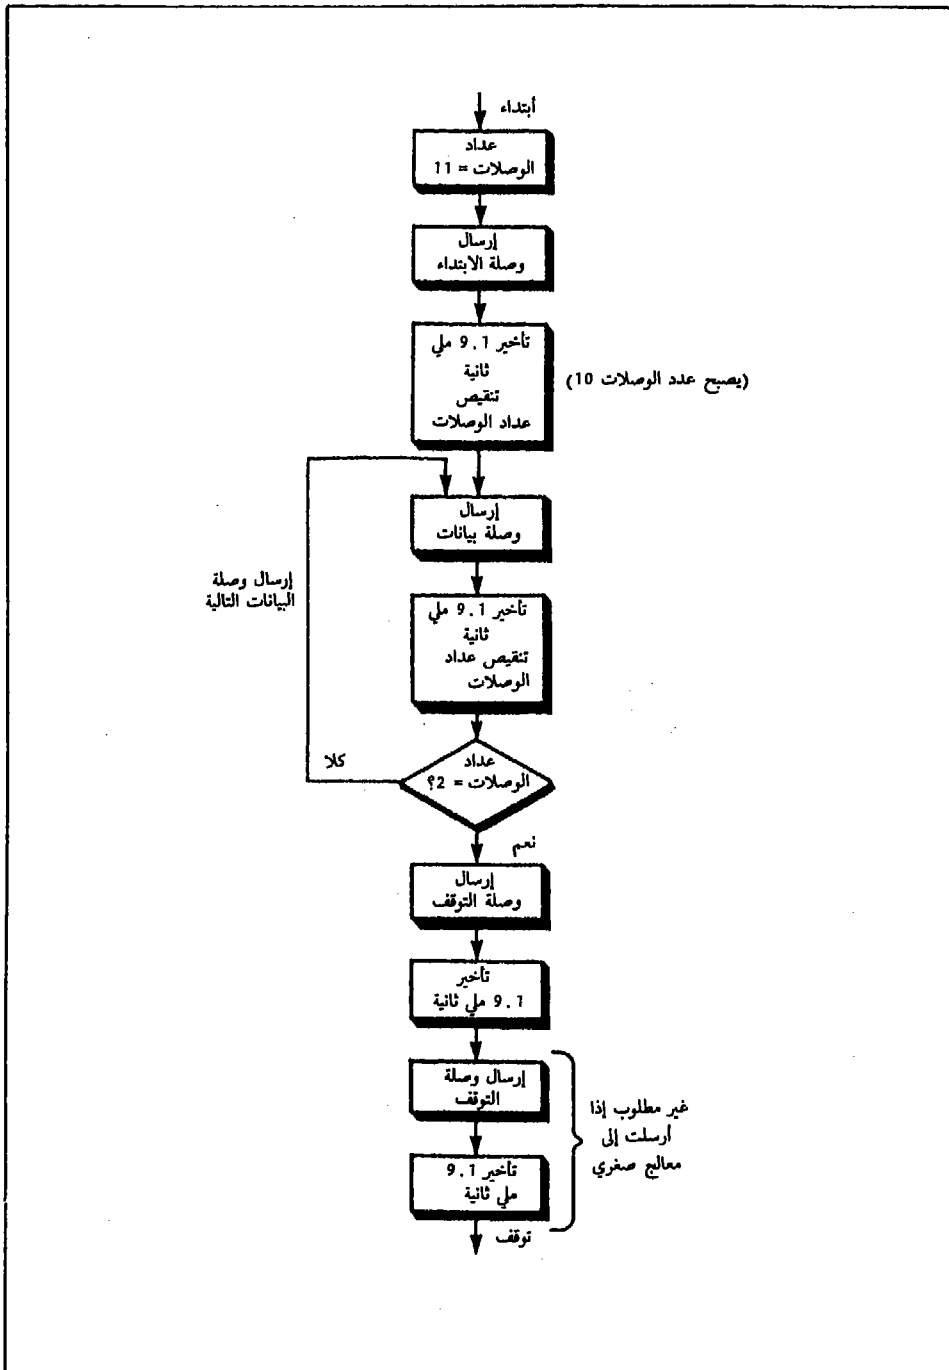 أبتداء
عداد
الوصلات = 11
إرسال
وصلة الابتداء
تأخير 9.1 ملي
ثانية
تنقيص
عداد الوصلات
(يصبح عدد الوصلات 10)
إرسال
وصلة بيانات
إرسال وصلة
البيانات التالية
تأخير 9.1 ملي
ثانية
تنقيص عداد
الوصلات
عداد
الوصلات = 2؟
كلا
نعم
إرسال
وصلة التوقف
تأخير
9.1 ملي ثانية
إرسال وصلة
التوقف
غير مطلوب إذا
أرسلت إلى
معالج صغري
تأخير 9.1
ملي ثانية
توقف